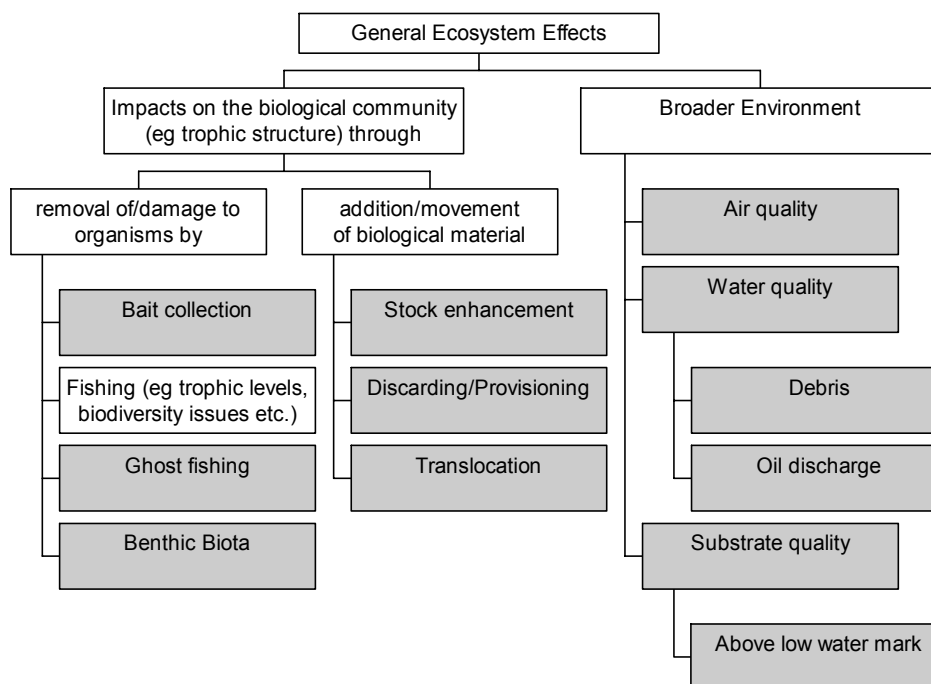 General Ecosystem Effects
Impacts on the biological community
(eg trophic structure) through
Broader Environment
removal of/damage to
organisms by
addition/movement
of biological material
Air quality
Water quality
Bait collection
Stock enhancement
Fishing (eg trophic levels,
biodiversity issues etc.)
Discarding/Provisioning
Debris
Ghost fishing
Translocation
Oil discharge
Benthic Biota
Substrate quality
Above low water mark